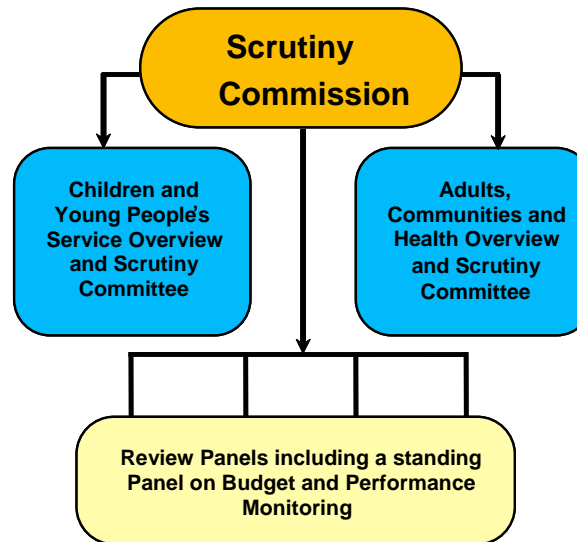 Scrutiny
Commission
Children and
Young People's
Service Overview
and Scrutiny
Committee
Adults,
Communities and
Health Overview
and Scrutiny
Committee
Review Panels including a standing
Panel on Budget and Performance
Monitoring